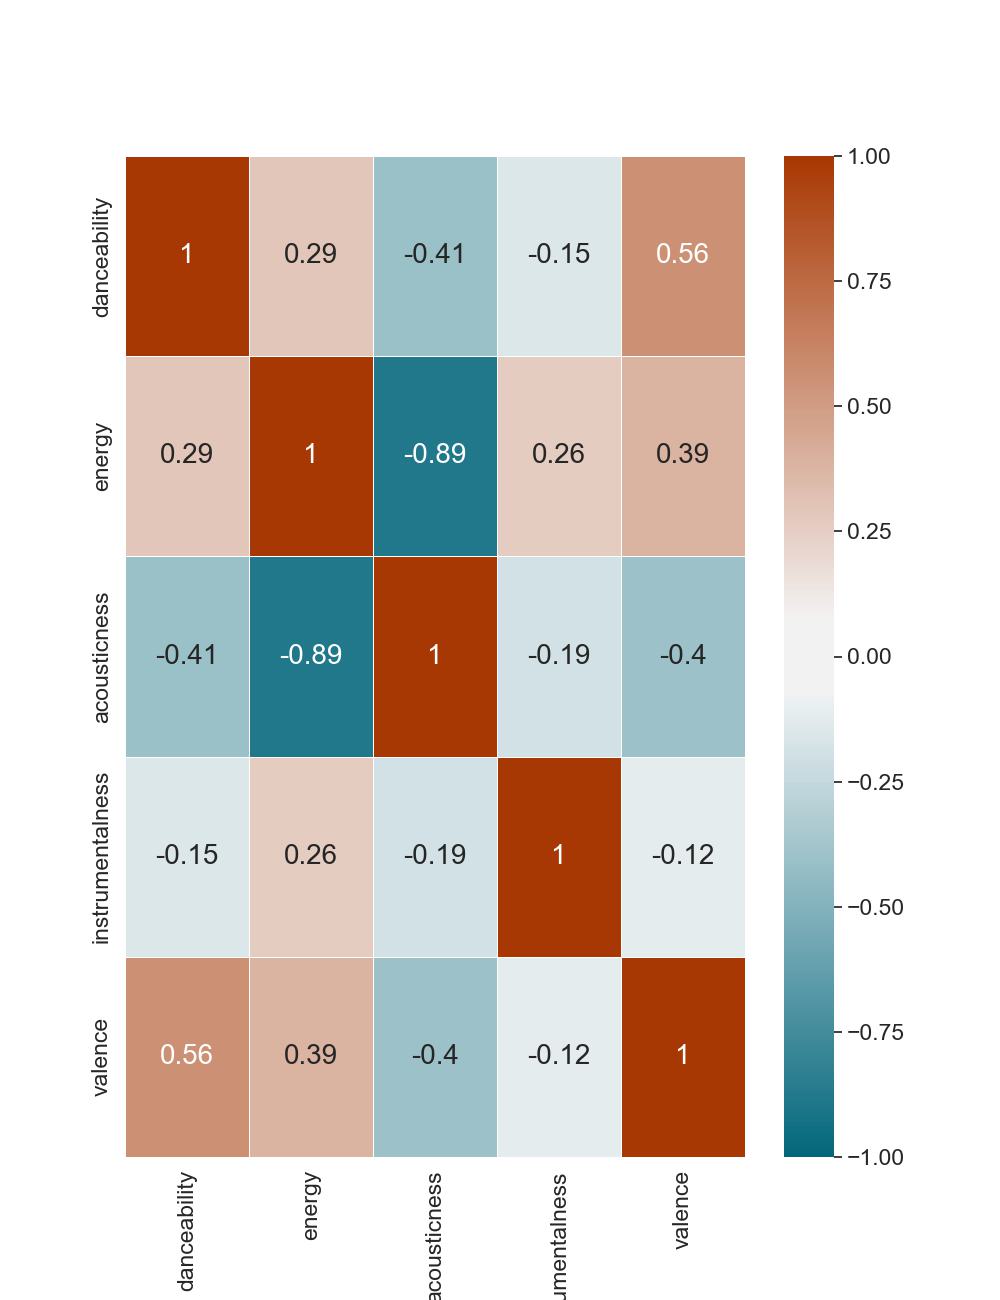 danceability 1 0.29 -0.41 -0.15 0.56
energy 0.29 1 -0.89 0.26 0.39
acousticness -0.41 -0.89 1 -0.19 -0.4
instrumentalness -0.15 0.26 -0.19 1 -0.12
valence 0.56 0.39 -0.4 -0.12 1
danceability
energy
acousticness
umentalness
valence
1.00
0.75
0.50
0.25
0.00
−0.25
−0.50
−0.75
−1.00